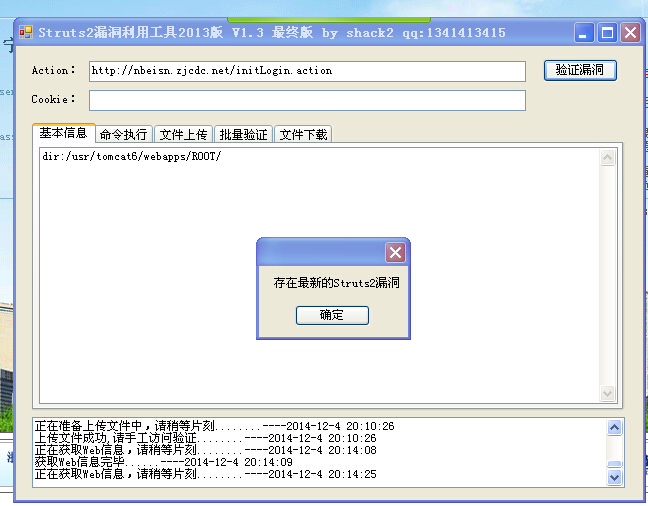 Struts2漏洞利用工具2013版 V1.3 最终版 by shack2 qq:1341413415
Action：
http://nbeisn.zjcdc.net/initLogin.action
验证漏洞
Cookie：
基本信息
命令执行
文件上传
批量验证
文件下载
dir:/usr/tomcat6/webapps/ROOT/
存在最新的Struts2漏洞
确定
正在准备上传文件中，请稍等片刻........----2014-12-4 20:10:26
上传文件成功,请手工访问验证........----2014-12-4 20:10:26
正在获取Web信息，请稍等片刻........----2014-12-4 20:14:08
获取Web信息完毕......----2014-12-4 20:14:09
正在获取Web信息，请稍等片刻........----2014-12-4 20:14:25